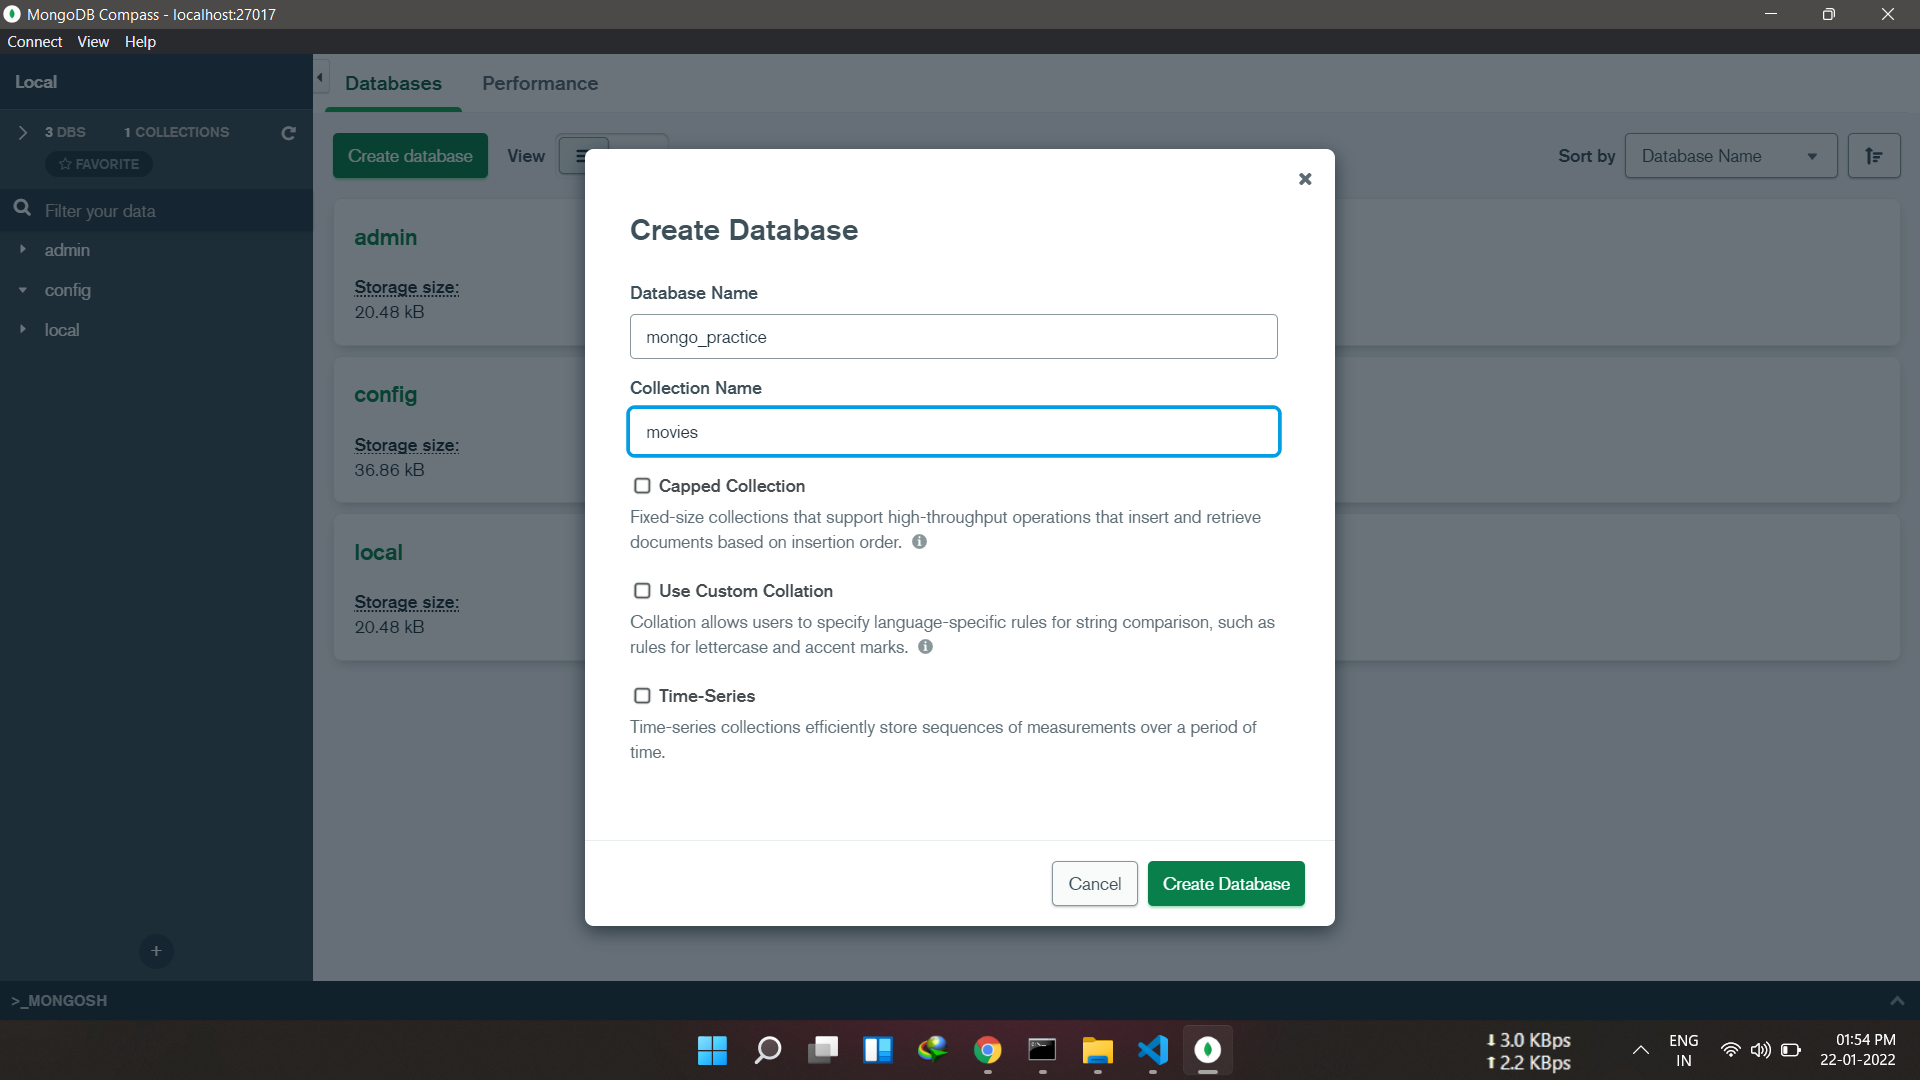 MongoDB Compass - localhost:27017
Connect View Help
Local
3 DBS 1 COLLECTIONS
FAVORITE
Filter your data
admin
config
local
Databases Performance
Create database View
Sort by Database Name
admin
Storage size:
20.48 kB
config
Storage size:
36.86 kB
local
Storage size:
20.48 kB
Create Database
Database Name
mongo_practice
Collection Name
movies
Capped Collection
Fixed-size collections that support high-throughput operations that insert and retrieve
documents based on insertion order.
Use Custom Collation
Collation allows users to specify language-specific rules for string comparison, such as
rules for lettercase and accent marks.
Time-Series
Time-series collections efficiently store sequences of measurements over a period of
time.
Cancel Create Database
>_MONGOSH
3.0 KBps
2.2 KBps
ENG
IN
01:54 PM
22-01-2022